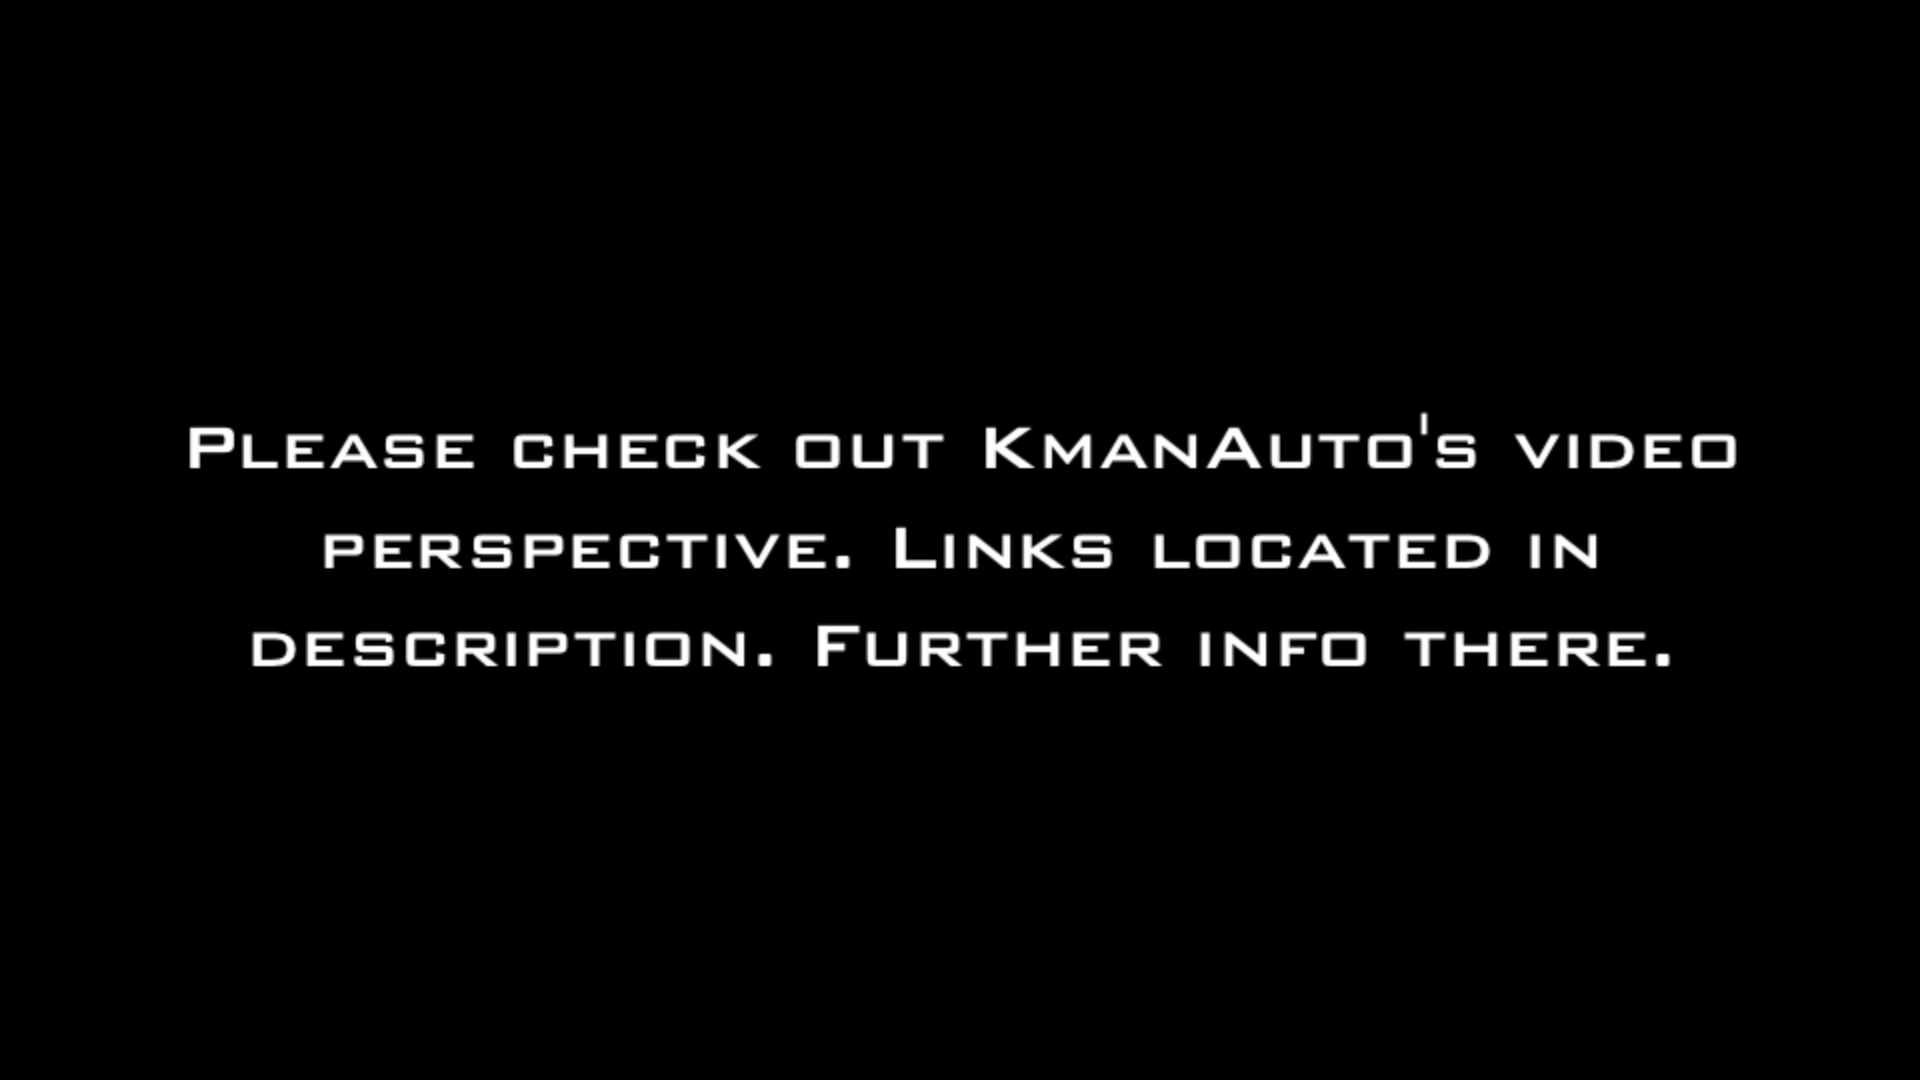 Please check out KmanAuto's video
perspective. Links located in
description. Further info there.